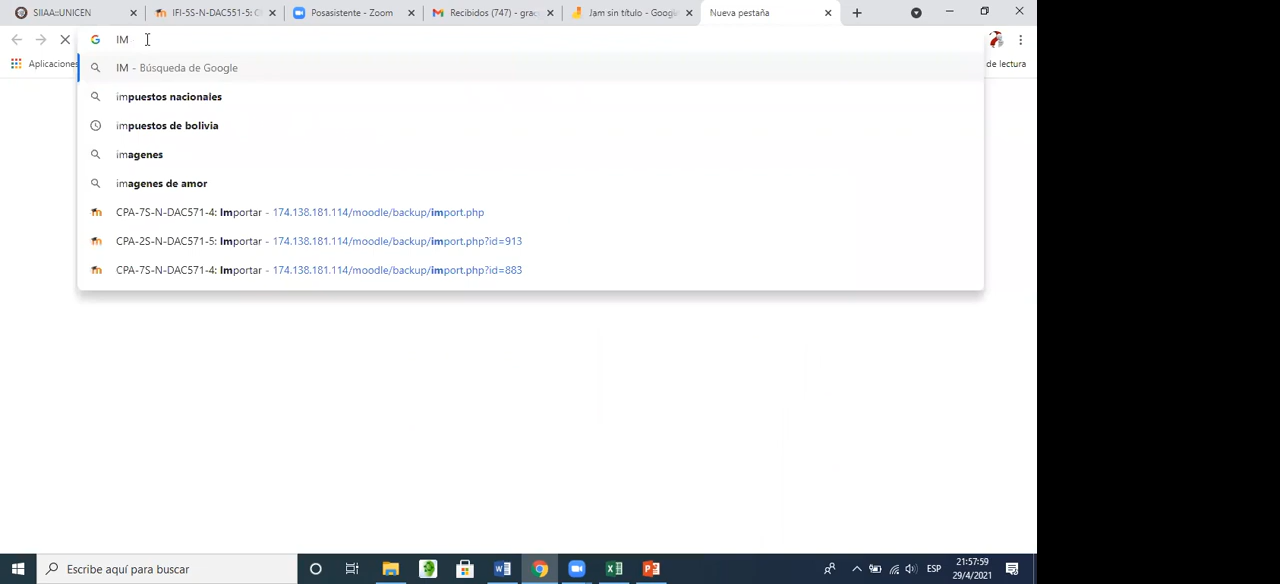 SIIAA::UNICEN
IFI-5S-N-DAC551-5: C
Posasistente - Zoom
Recibidos (747) - grac
Jam sin título - Google
Nueva pestaña
IM
Aplicaciones
de lectura
IM - Búsqueda de Google
impuestos nacionales
impuestos de bolivia
imagenes
imagenes de amor
CPA-7S-N-DAC571-4: Importar - 174.138.181.114/moodle/backup/import.php
CPA-2S-N-DAC571-5: Importar - 174.138.181.114/moodle/backup/import.php?id=913
CPA-7S-N-DAC571-4: Importar - 174.138.181.114/moodle/backup/import.php?id=883
Escribe aquí para buscar
ESP
21:57:59
29/4/2021